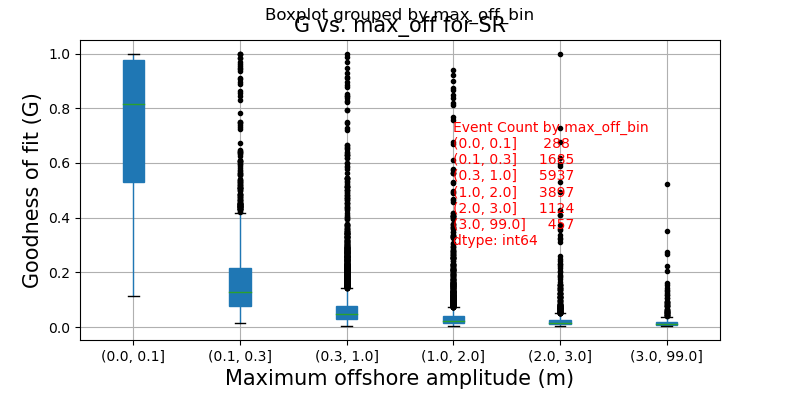 Boxplot grouped by max_off_bin
G vs. max_off for SR
Goodness of fit (G)
1.0
0.8
0.6
0.4
0.2
0.0
Event Count by max_off_bin
(0.0, 0.1] 288
(0.1, 0.3]
(0.3, 1.0] 5937
(1.0, 2.0]
(2.0, 3.0] 1124
(3.0, 99.0]
dtype: int64
(0.0, 0.1] (0.1, 0.3] (0.3, 1.0] (1.0, 2.0] (2.0, 3.0] (3.0, 99.0]
Maximum offshore amplitude (m)